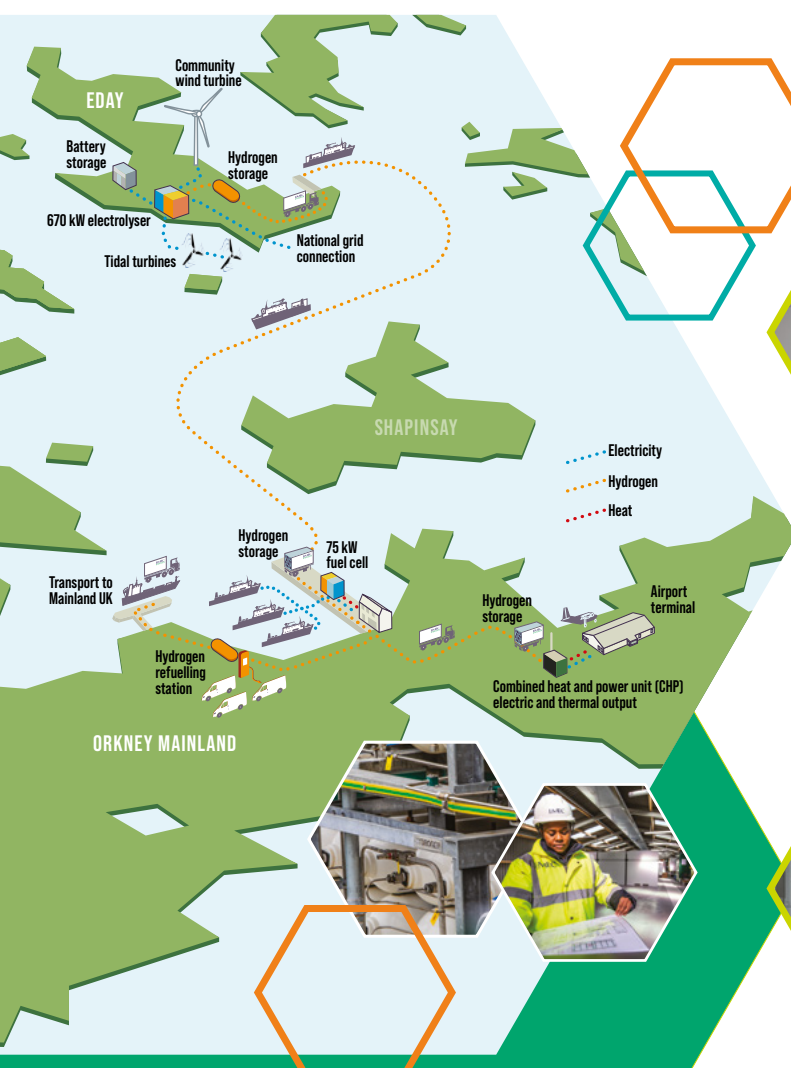 Community
wind turbine
EDAY
Battery
storage
Hydrogen
storage
670 kW electrolyser
National grid
connection
Tidal turbines
SHAPINSAY
Electricity
Hydrogen
Heat
Hydrogen
storage
75 kW
fuel cell
Transport to
Mainland UK
Hydrogen
storage
Airport
terminal
Hydrogen
refuelling
station
Combined heat and power unit (CHP)
electric and thermal output
ORKNEY MAINLAND
EMEC